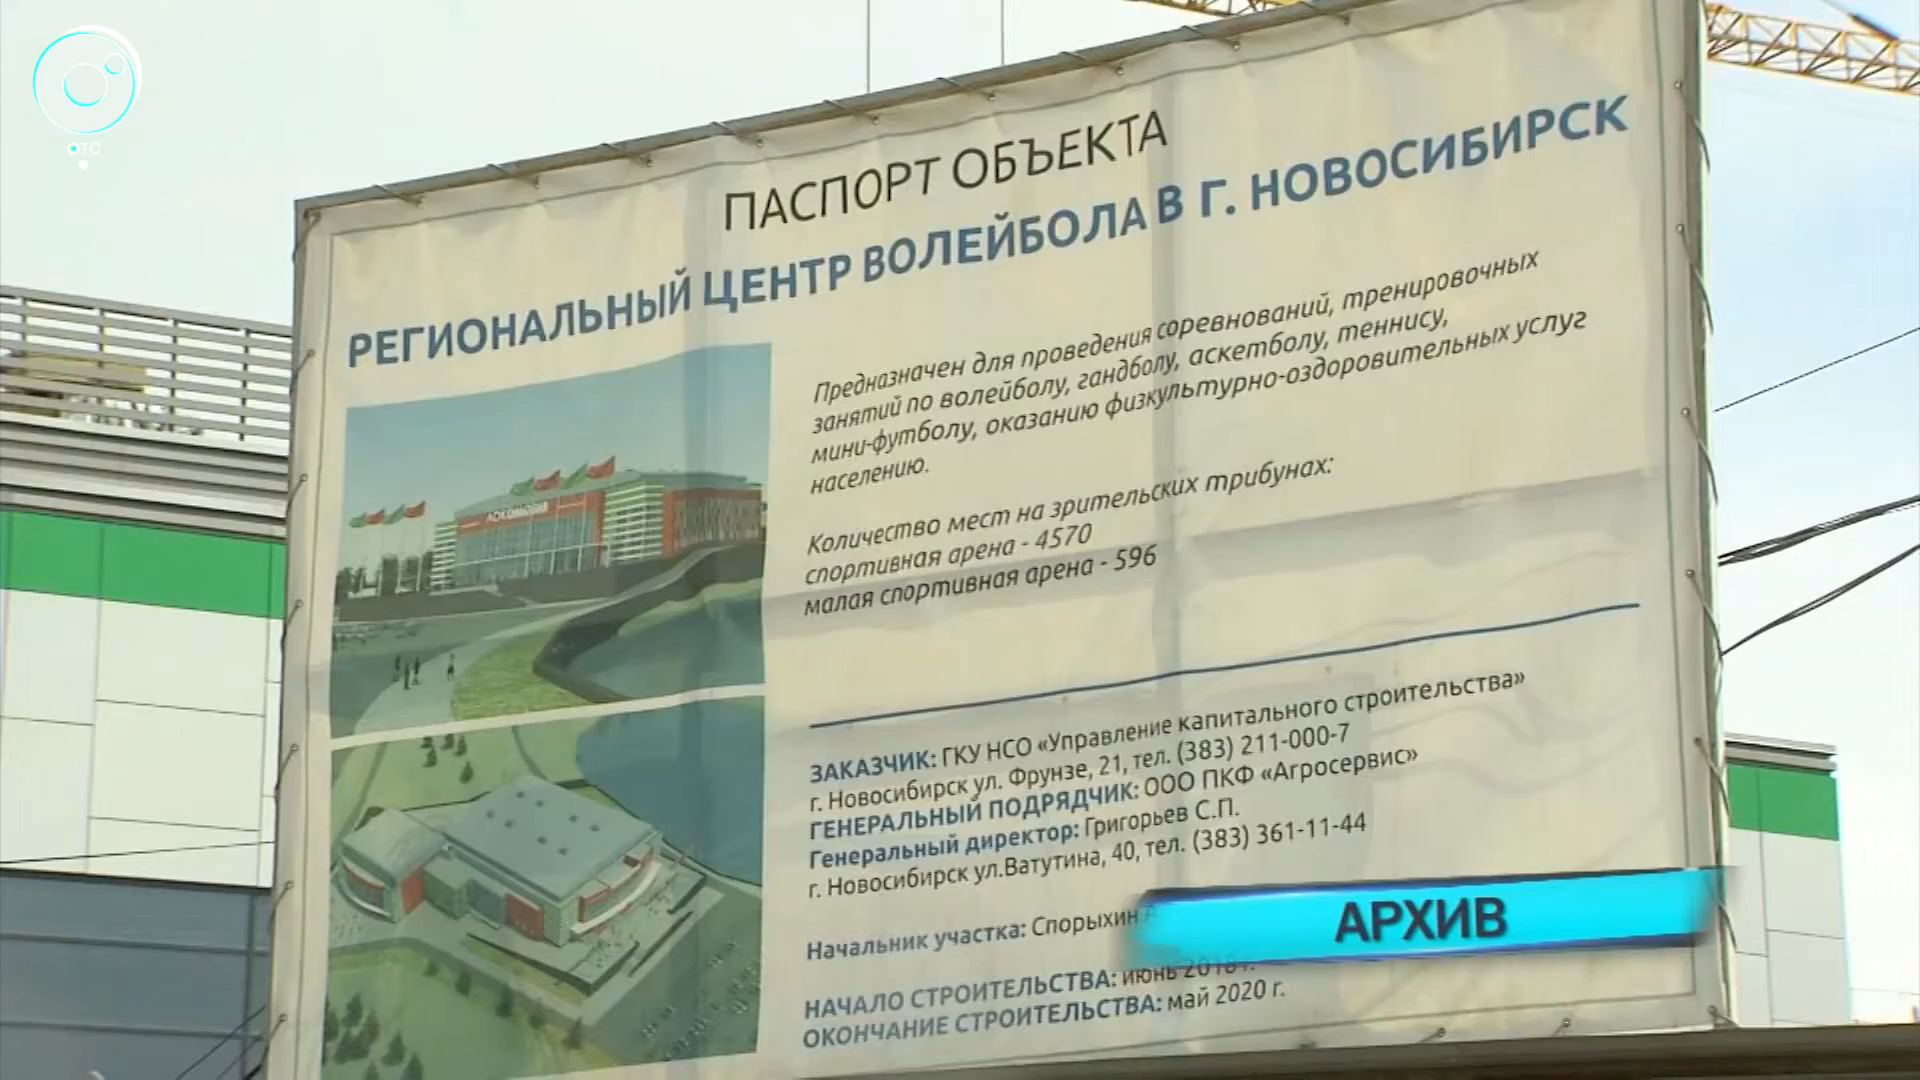 ОТС
ПАСПОРТ ОБЪЕКТА
РЕГИОНАЛЬНЫЙ ЦЕНТР ВОЛЕЙБОЛА В Г. НОВОСИБИРСК
Предназначен для проведения соревнований, тренировочных
занятий по волейболу, гандболу, аскетболу, теннису,
мини-футболу, оказанию физкультурно-оздоровительных услуг
населению.
Количество мест на зрительских трибунах:
спортивная арена - 4570
малая спортивная арена - 596
ЗАКАЗЧИК: ГКУ НСО «Управление капитального строительства»
г. Новосибирск ул. Фрунзе, 21, тел. (383) 211-000-7
ГЕНЕРАЛЬНЫЙ ПОДРЯДЧИК: ООО ПКФ «Агросервис»
Генеральный директор: Григорьев С.П.
г. Новосибирск ул.Ватутина, 40, тел. (383) 361-11-44
Начальник участка: Спорыхин
НАЧАЛО СТРОИТЕЛЬСТВА: июнь 2018 г.
ОКОНЧАНИЕ СТРОИТЕЛЬСТВА: май 2020 г.
АРХИВ